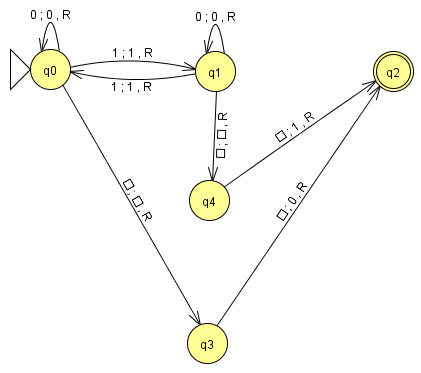 0 ; 0 , R
0 ; 0 , R
1 ; 1 , R
q0
q1
q2
1 ; 1 , R
□ ; □ , R
□ ; 1 , R
□ ; □ , R
q4
□ ; 0 , R
q3